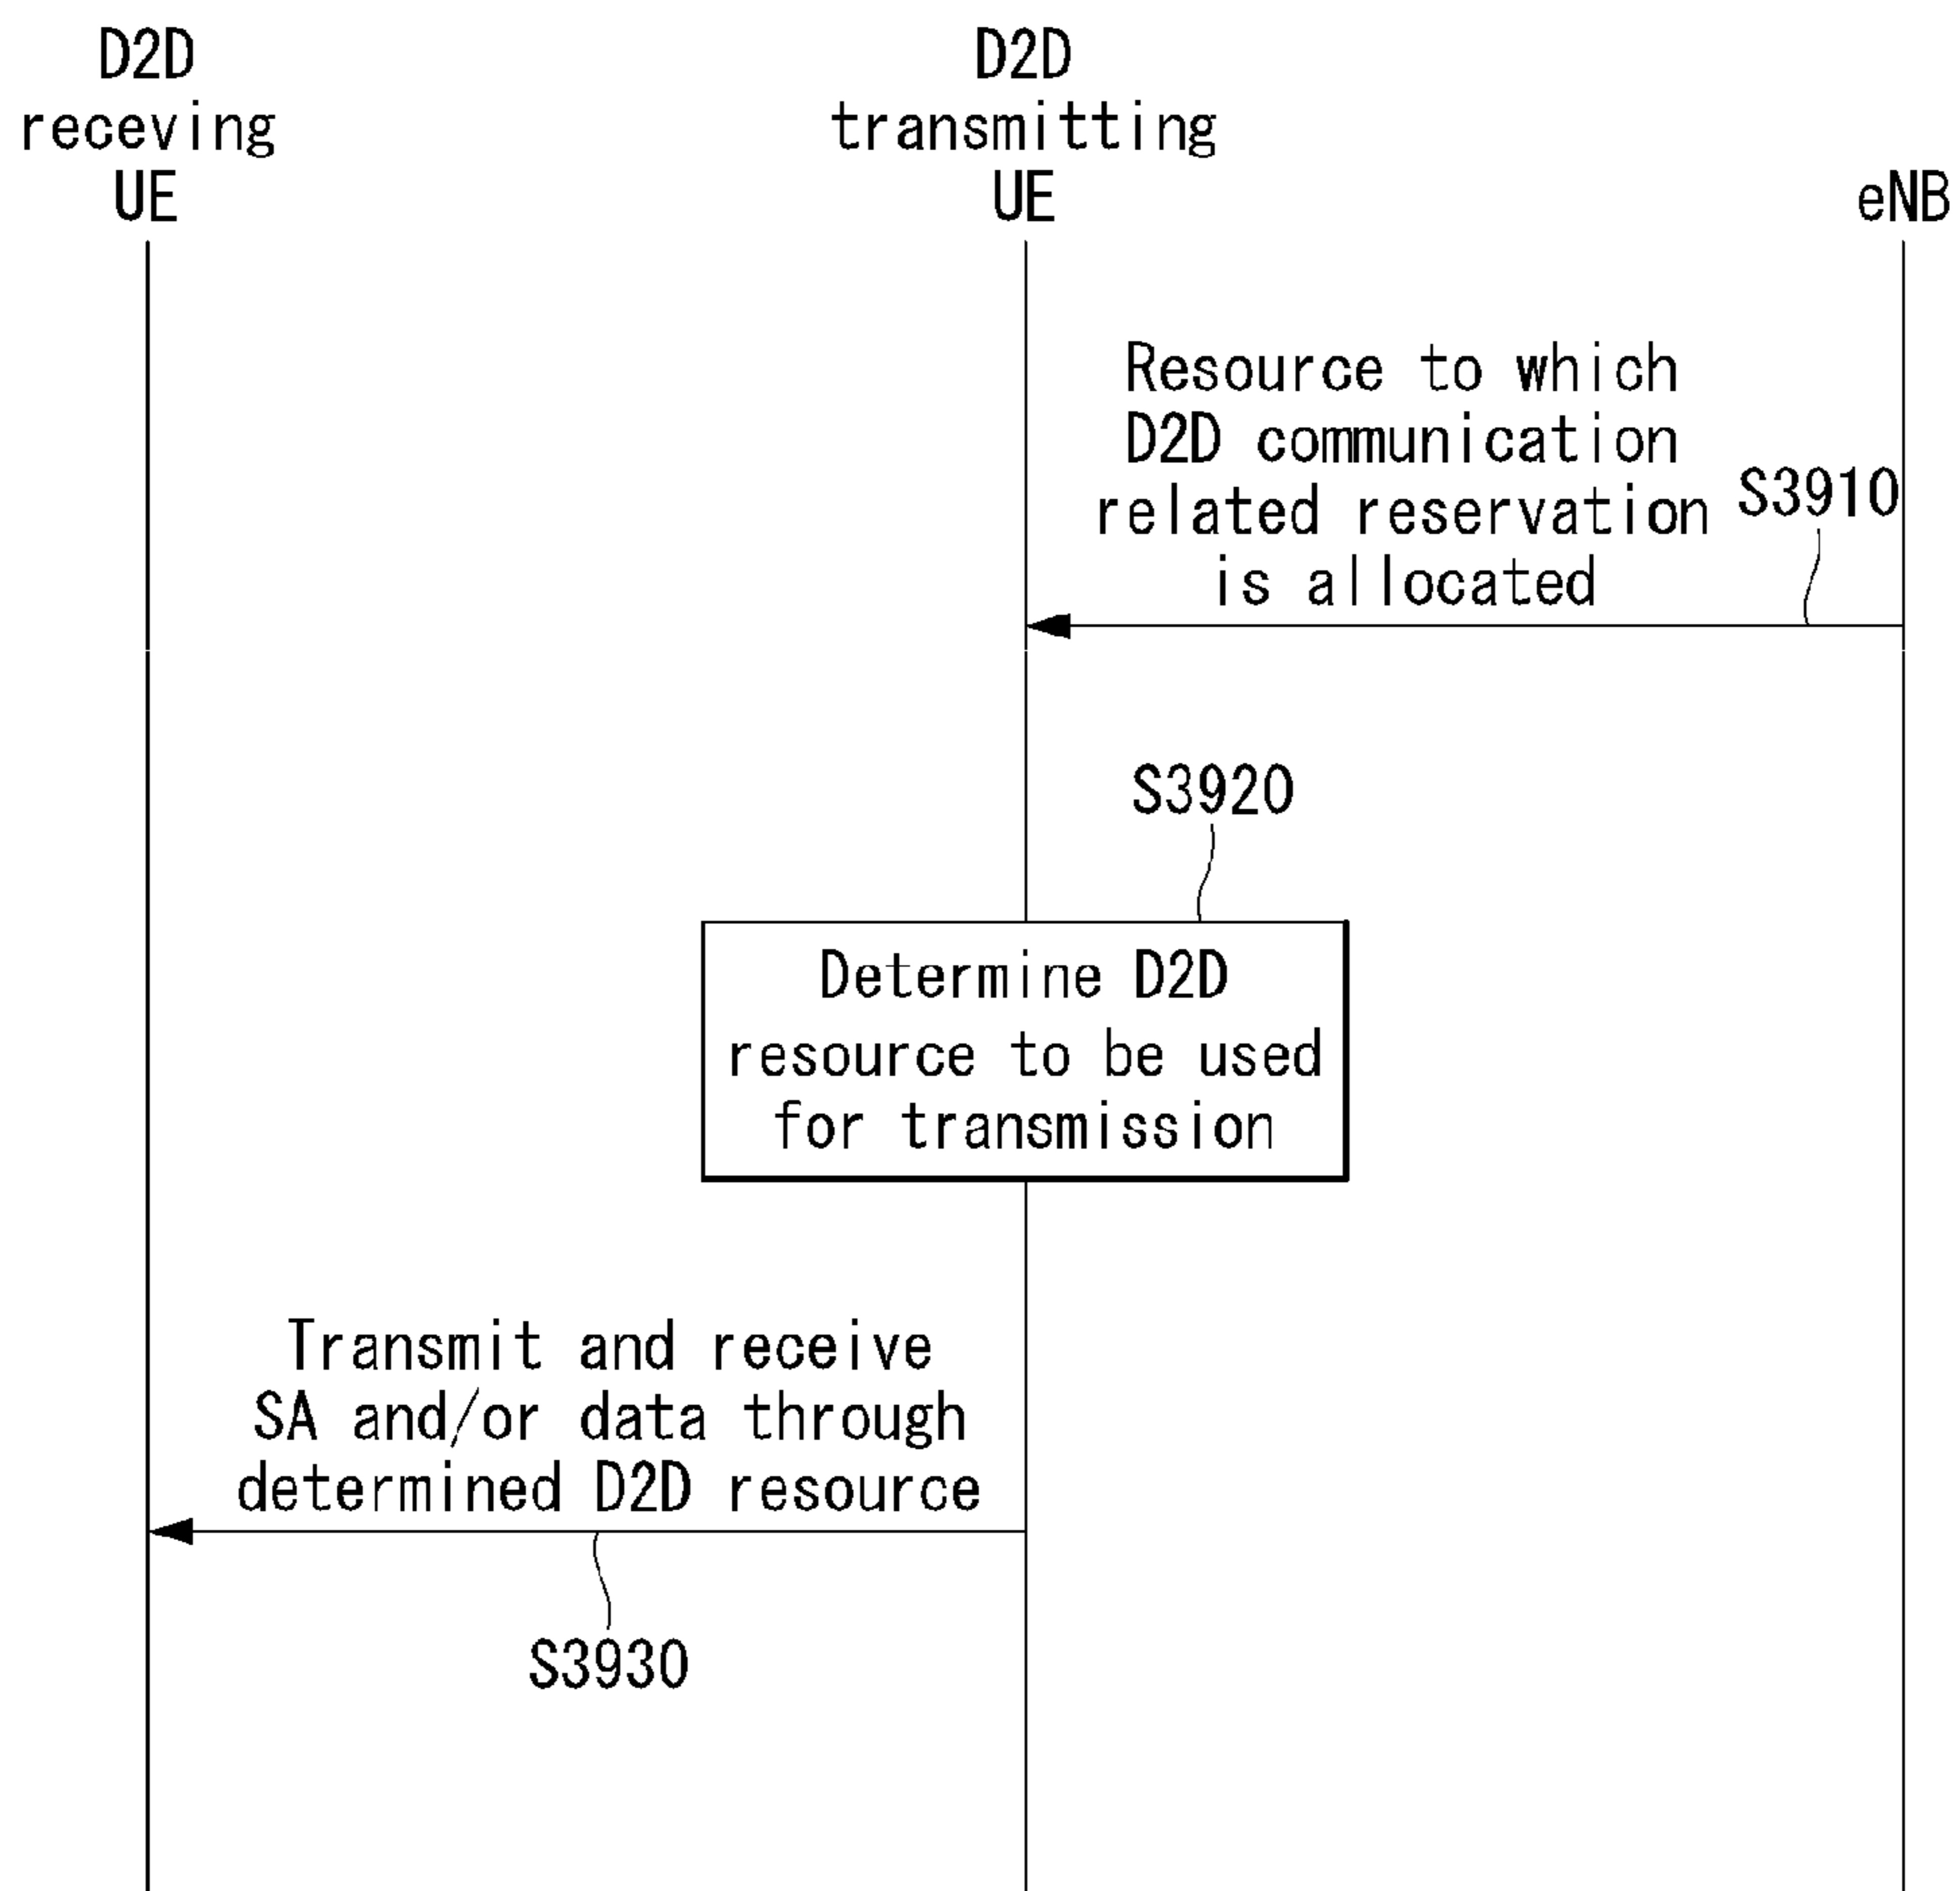 D2D
receving
UE
D2D
transmitting
UE
eNB
Resource to which
D2D communication
related reservation
is allocated
S3910
S3920
Determine D2D
resource to be used
for transmission
Transmit and receive
SA and/or data through
determined D2D resource
S3930